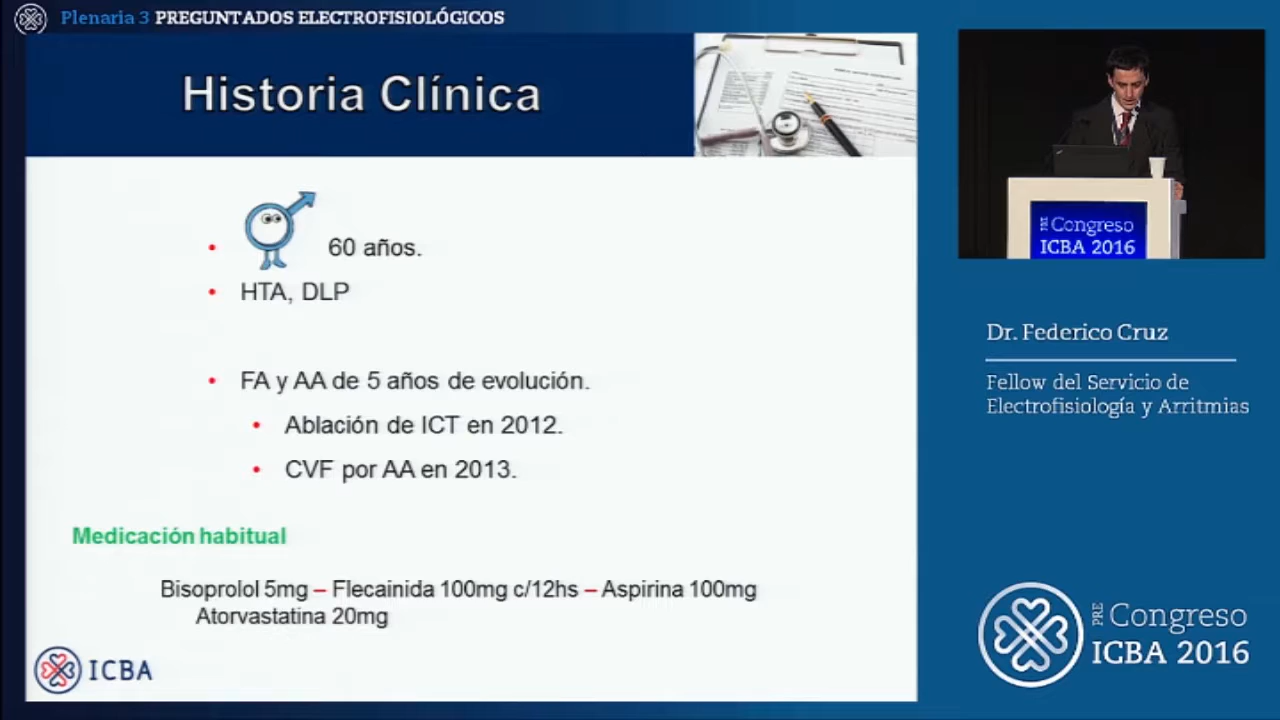 Plenaria 3 PREGUNTADOS ELECTROFISIOLÓGICOS
Historia Clínica
• 60 años.
• HTA, DLP
• FA y AA de 5 años de evolución.
• Ablación de ICT en 2012.
• CVF por AA en 2013.
Medicación habitual
Bisoprolol 5mg – Flecainida 100mg c/12hs – Aspirina 100mg
Atorvastatina 20mg
ICBA
PRE Congreso
ICBA 2016
Dr. Federico Cruz
Fellow del Servicio de
Electrofisiología y Arritmias
PRE Congreso
ICBA 2016